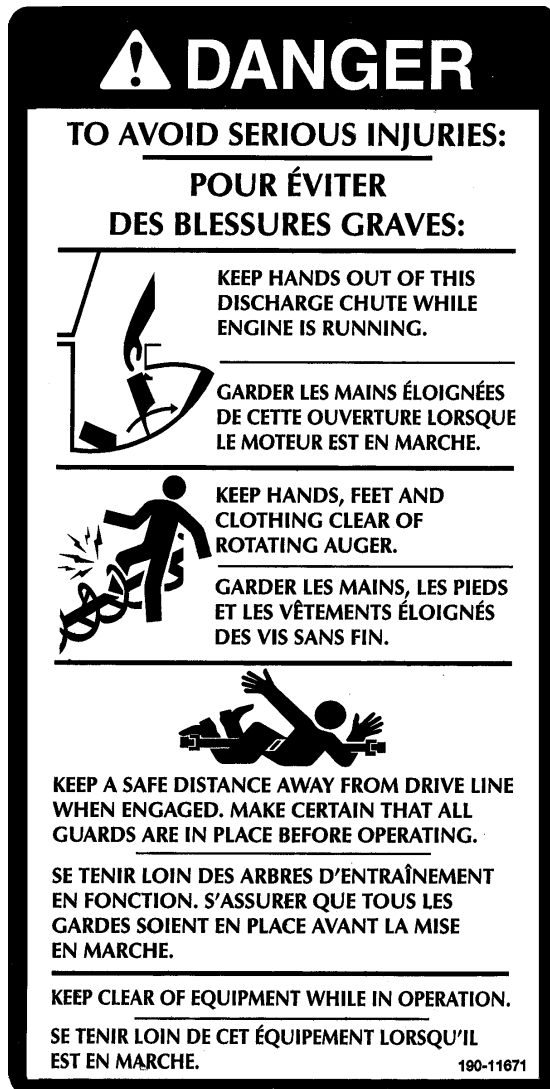 DANGER
TO AVOID SERIOUS INJURIES:
POUR ÉVITER
DES BLESSURES GRAVES:
KEEP HANDS OUT OF THIS
DISCHARGE CHUTE WHILE
ENGINE IS RUNNING.
GARDER LES MAINS ÉLOIGNÉES
DE CETTE OUVERTURE LORSQUE
LE MOTEUR EST EN MARCHE.
KEEP HANDS, FEET AND
CLOTHING CLEAR OF
ROTATING AUGER.
GARDER LES MAINS, LES PIEDS
ET LES VÊTEMENTS ÉLOIGNÉS
DES VIS SANS FIN.
KEEP A SAFE DISTANCE AWAY FROM DRIVE LINE
WHEN ENGAGED. MAKE CERTAIN THAT ALL
GUARDS ARE IN PLACE BEFORE OPERATING.
SE TENIR LOIN DES ARBRES D'ENTRAÎNEMENT
EN FONCTION. S'ASSURER QUE TOUS LES
GARDES SOIENT EN PLACE AVANT LA MISE
EN MARCHE.
KEEP CLEAR OF EQUIPMENT WHILE IN OPERATION.
SE TENIR LOIN DE CET ÉQUIPEMENT LORSQU'IL
EST EN MARCHE.
190-11671